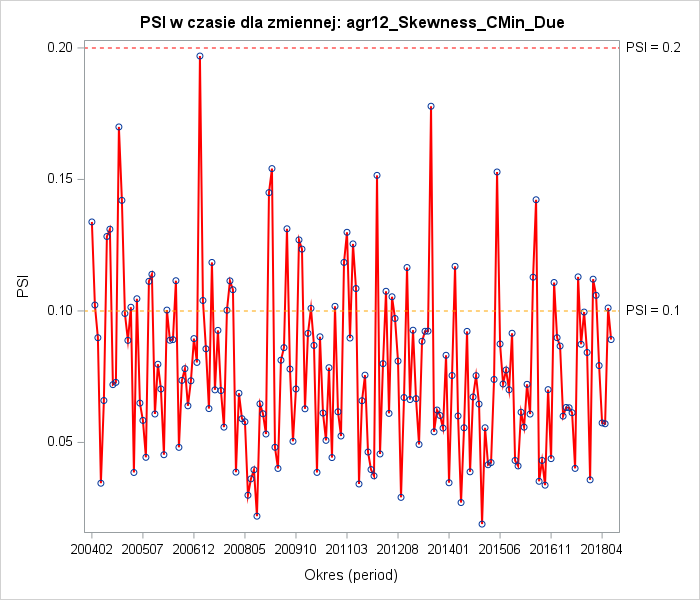 PSI w czasie dla zmiennej: agr12_Skewness_CMin_Due
0.20
PSI = 0.2
0.15
PSI
0.10
PSI = 0.1
0.05
200402 200507 200612 200805 200910 201103 201208 201401 201506 201611 201804
Okres (period)